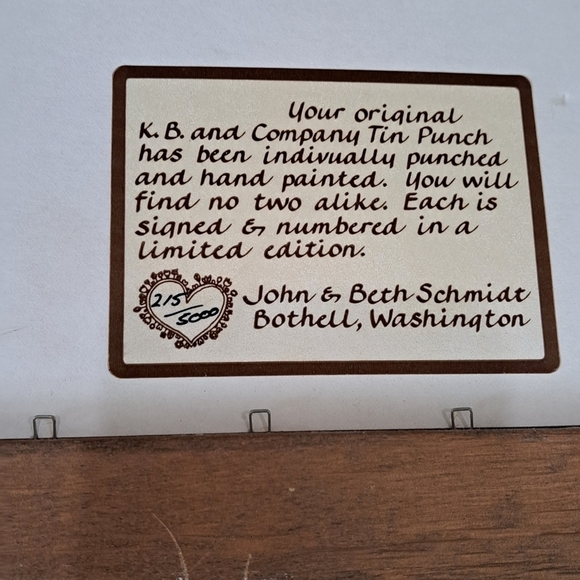 Your original
K.B. and Company Tin Punch
has been indivually punched
and hand painted. You will
find no two alike. Each is
signed & numbered in a
limited edition.
215/5000
John & Beth Schmidt
Bothell, Washington